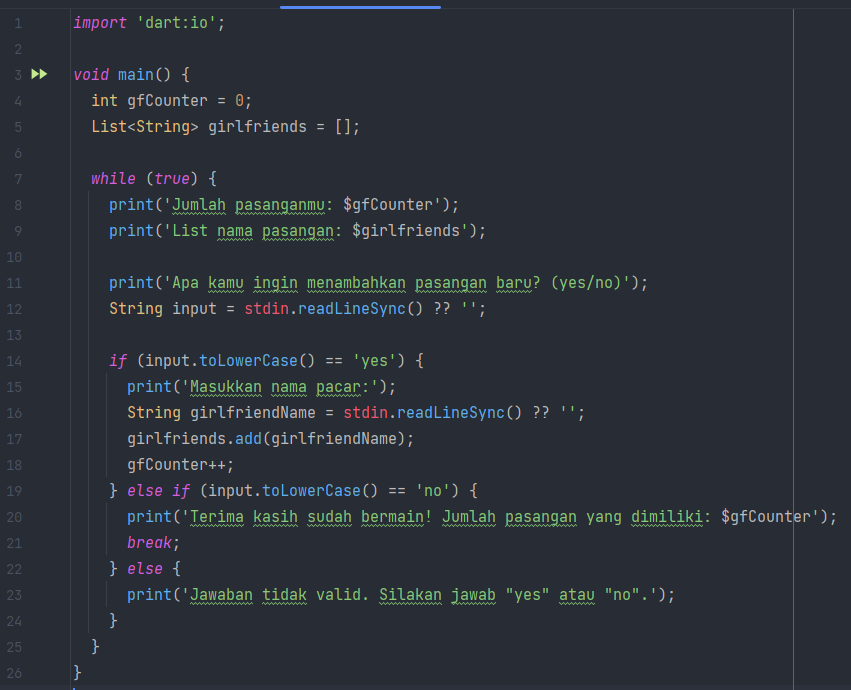 1 import 'dart:io';
2
3 void main() {
4 int gfCounter = 0;
5 List<String> girlfriends = [];
6
7 while (true) {
8 print('Jumlah pasanganmu: $gfCounter');
9 print('List nama pasangan: $girlfriends');
10
11 print('Apa kamu ingin menambahkan pasangan baru? (yes/no)');
12 String input = stdin.readLineSync() ?? '';
13
14 if (input.toLowerCase() == 'yes') {
15 print('Masukkan nama pacar:');
16 String girlfriendName = stdin.readLineSync() ?? '';
17 girlfriends.add(girlfriendName);
18 gfCounter++;
19 } else if (input.toLowerCase() == 'no') {
20 print('Terima kasih sudah bermain! Jumlah pasangan yang dimiliki: $gfCounter');
21 break;
22 } else {
23 print('Jawaban tidak valid. Silakan jawab "yes" atau "no".');
24 }
25 }
26 }